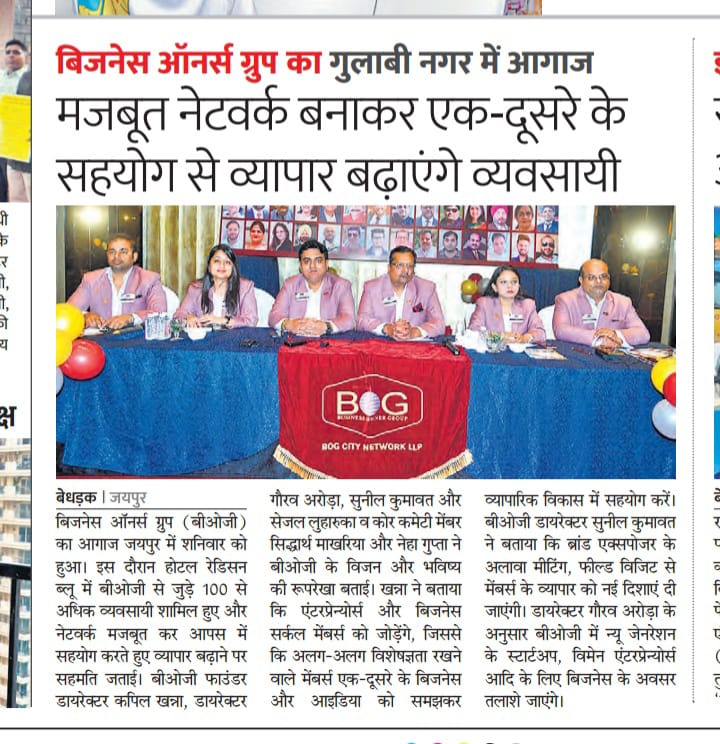 बिजनेस ऑनर्स ग्रुप का गुलाबी नगर में आगाज
मजबूत नेटवर्क बनाकर एक-दूसरे के
सहयोग से व्यापार बढ़ाएंगे व्यवसायी
BOG
BUSINESS OWNER GROUP
BOG CITY NETWORK LLP
बेधड़क | जयपुर
बिजनेस ऑनर्स ग्रुप (बीओजी)
का आगाज जयपुर में शनिवार को
हुआ। इस दौरान होटल रेडिसन
ब्लू में बीओजी से जुड़े 100 से
अधिक व्यवसायी शामिल हुए और
नेटवर्क मजबूत कर आपस में
सहयोग करते हुए व्यापार बढ़ाने पर
सहमति जताई। बीओजी फाउंडर
डायरेक्टर कपिल खन्ना, डायरेक्टर
गौरव अरोड़ा, सुनील कुमावत और
सेजल लुहारुका व कोर कमेटी मेंबर
सिद्धार्थ माखरिया और नेहा गुप्ता ने
बीओजी के विजन और भविष्य
की रूपरेखा बताई। खन्ना ने बताया
कि एंटरप्रेन्योर्स और बिजनेस
सर्कल मेंबर्स को जोड़ेंगे, जिससे
कि अलग-अलग विशेषज्ञता रखने
वाले मेंबर्स एक-दूसरे के बिजनेस
और आइडिया को समझकर
व्यापारिक विकास में सहयोग करें।
बीओजी डायरेक्टर सुनील कुमावत
ने बताया कि ब्रांड एक्सपोजर के
अलावा मीटिंग, फील्ड विजिट से
मेंबर्स के व्यापार को नई दिशाएं दी
जाएंगी। डायरेक्टर गौरव अरोड़ा के
अनुसार बीओजी में न्यू जेनरेशन
के स्टार्टअप, विमेन एंटरप्रेन्योर्स
आदि के लिए बिजनेस के अवसर
तलाशे जाएंगे।